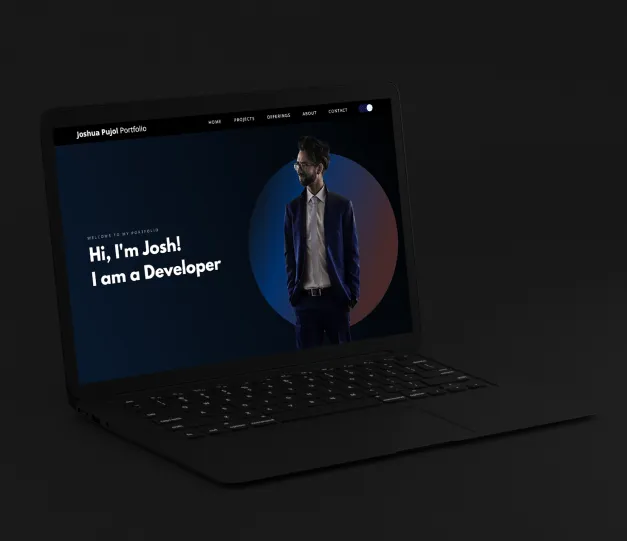 Joshua Pujol Portfolio
HOME PROJECTS OFFERINGS ABOUT CONTACT
WELCOME TO MY PORTFOLIO
Hi, I'm Josh!
I am a Developer